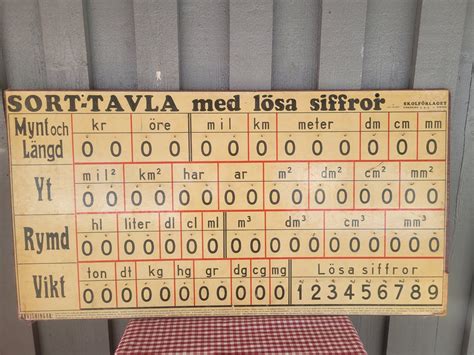 SORT-TAVLA med lösa siffror
SKOLFÖRLAGET
Mynt och Längd
kr öre mil km meter dm cm mm
0 0 0 0 0 0 0 0 0 0 0 0 0
Yt
mil² km² har ar m² dm² cm² mm²
0 0 0 0 0 0 0 0 0 0 0 0 0 0 0 0
Rymd
hl liter dl cl ml m³ dm³ cm³ mm³
0 0 0 0 0 0 0 0 0 0 0 0 0 0 0 0 0 0
Vikt
ton dt kg hg gr dg cg mg Lösa siffror
0 0 0 0 0 0 0 0 0 0 0 1 2 3 4 5 6 7 8 9
ANVISNINGAR: